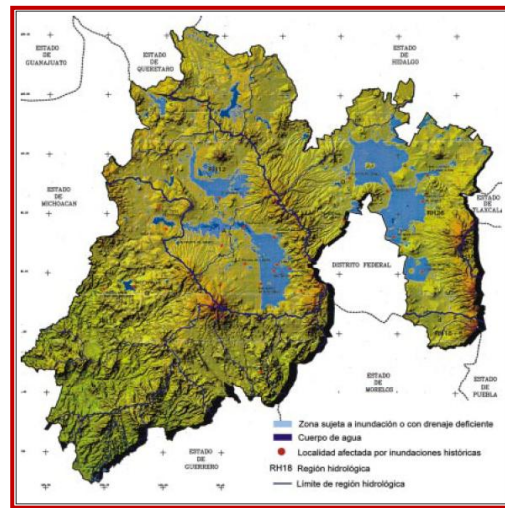 ESTADO
DE
GUANAJUATO
ESTADO
DE
QUERETARO
ESTADO
DE
HIDALGO
RH12
ESTADO
DE
MICHOACAN
RH26
ESTADO
DE
TLAXCALA
DISTRITO FEDERAL
RH18
ESTADO
DE
MORELOS
ESTADO
DE
PUEBLA
ESTADO
DE
GUERRERO
Zona sujeta a inundación o con drenaje deficiente
Cuerpo de agua
Localidad afectada por inundaciones históricas
RH18 Región hidrológica
Límite de región hidrológica